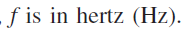 , f is in hertz (Hz).